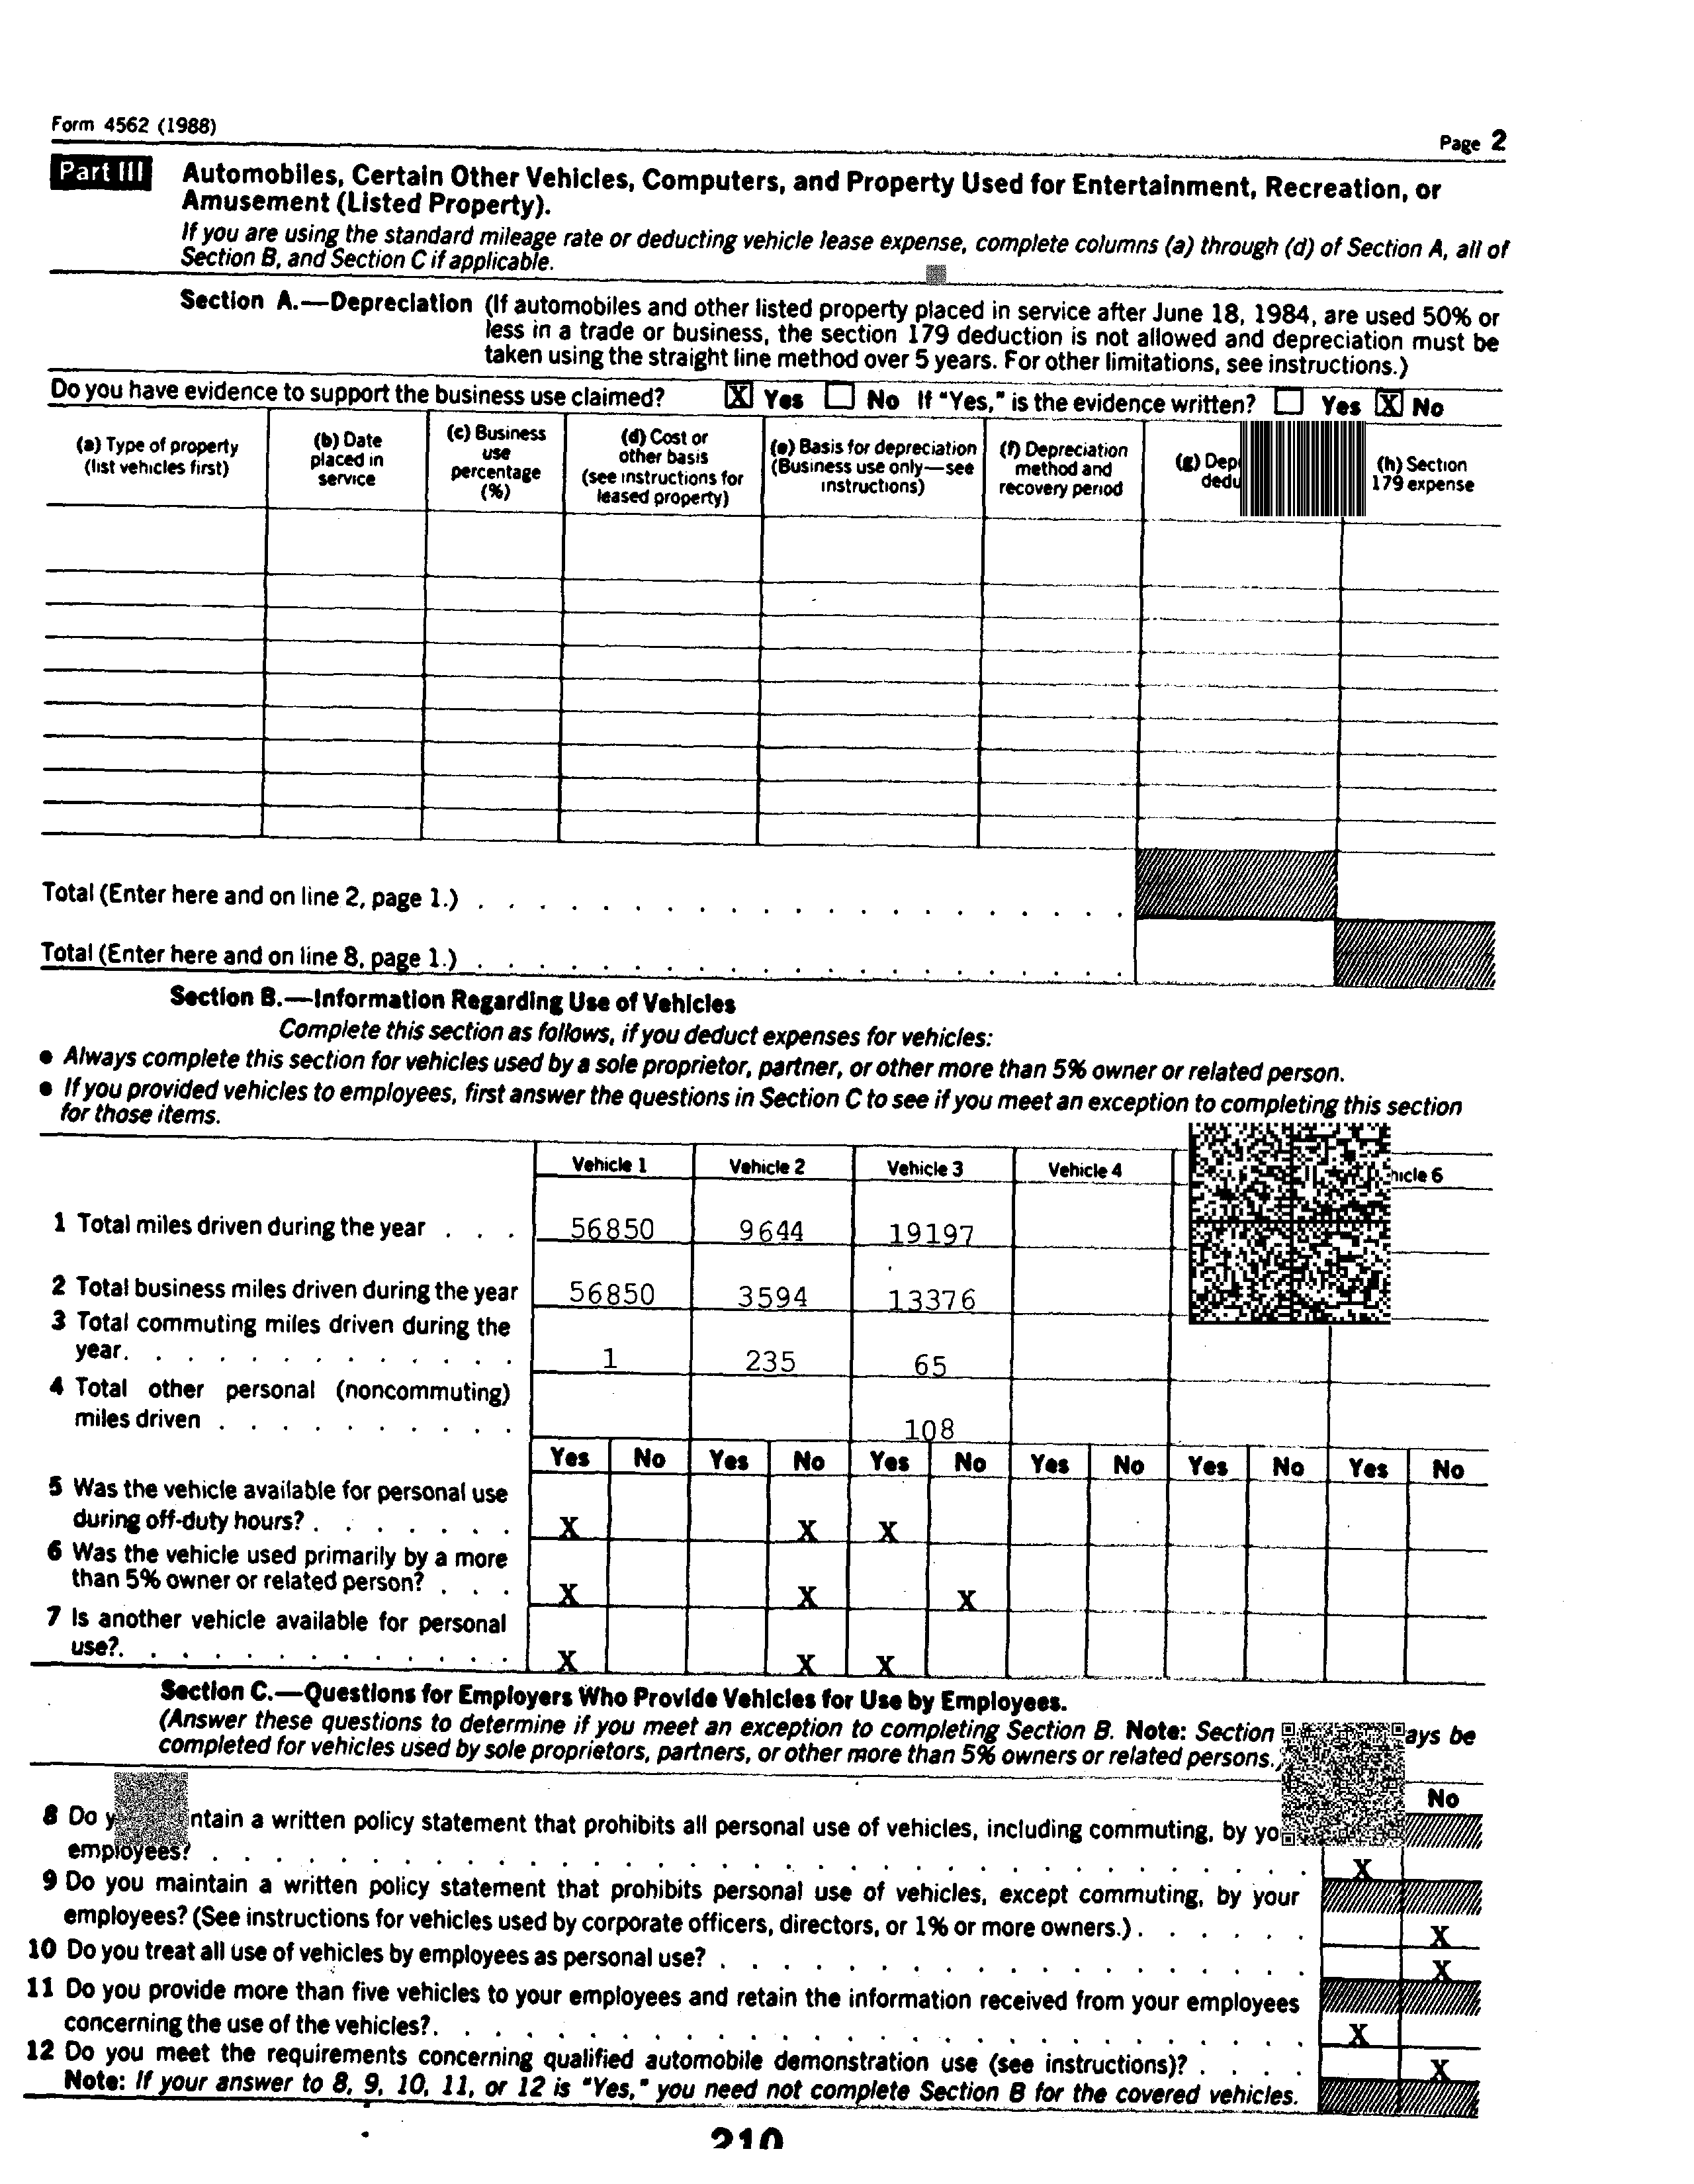 Form 4562 (1988)
Page 2
Part III Automobiles, Certain Other Vehicles, Computers, and Property Used for Entertainment, Recreation, or
Amusement (Listed Property).
If you are using the standard mileage rate or deducting vehicle lease expense, complete columns (a) through (d) of Section A, all of
Section B, and Section C if applicable.
Section A.—Depreciation (If automobiles and other listed property placed in service after June 18, 1984, are used 50% or
less in a trade or business, the section 179 deduction is not allowed and depreciation must be
taken using the straight line method over 5 years. For other limitations, see instructions.)
Do you have evidence to support the business use claimed? X Yes No If "Yes," is the evidence written? Yes X No
(a) Type of property
(list vehicles first)
(b) Date
placed in
service
(c) Business
use
percentage
(%)
(d) Cost or
other basis
(see instructions for
leased property)
(e) Basis for depreciation
(Business use only—see
instructions)
(f) Depreciation
method and
recovery period
(g)
(h) Section
179 expense
Total (Enter here and on line 2, page 1.) . . . . . . . . . . . . . . . . . . . . .
Total (Enter here and on line 8, page 1.) . . . . . . . . . . . . . . . . . . . . .
Section B.—Information Regarding Use of Vehicles
Complete this section as follows, if you deduct expenses for vehicles:
● Always complete this section for vehicles used by a sole proprietor, partner, or other more than 5% owner or related person.
● If you provided vehicles to employees, first answer the questions in Section C to see if you meet an exception to completing this section
for those items.
Vehicle 1 Vehicle 2 Vehicle 3 Vehicle 4 6
1 Total miles driven during the year . . . 56850 9644 19197
2 Total business miles driven during the year 56850 3594 13376
3 Total commuting miles driven during the
year. . . . . . . . . . . . . 1 235 65
4 Total other personal (noncommuting)
miles driven . . . . . . . . . . 108
Yes No Yes No Yes No Yes No Yes No Yes No
5 Was the vehicle available for personal use
during off-duty hours? . . . . . . . X X X
6 Was the vehicle used primarily by a more
than 5% owner or related person? . . . X X X
7 Is another vehicle available for personal
use?. . . . . . . . . . . . . X X X
Section C.—Questions for Employers Who Provide Vehicles for Use by Employees.
(Answer these questions to determine if you meet an exception to completing Section B. Note: Section be
completed for vehicles used by sole proprietors, partners, or other more than 5% owners or related persons.)
No
8 Do a written policy statement that prohibits all personal use of vehicles, including commuting, by
employees? . . . . . . . . . . . . . . . . . . . . . . . . . . . . . . . . . . X
9 Do you maintain a written policy statement that prohibits personal use of vehicles, except commuting, by your
employees? (See instructions for vehicles used by corporate officers, directors, or 1% or more owners.) . . . . . . X
10 Do you treat all use of vehicles by employees as personal use? . . . . . . . . . . . . . . . . . . . X
11 Do you provide more than five vehicles to your employees and retain the information received from your employees
concerning the use of the vehicles?. . . . . . . . . . . . . . . . . . . . . . . . . . . . X
12 Do you meet the requirements concerning qualified automobile demonstration use (see instructions)? . . . . X
Note: If your answer to 8, 9, 10, 11, or 12 is "Yes," you need not complete Section B for the covered vehicles.
210